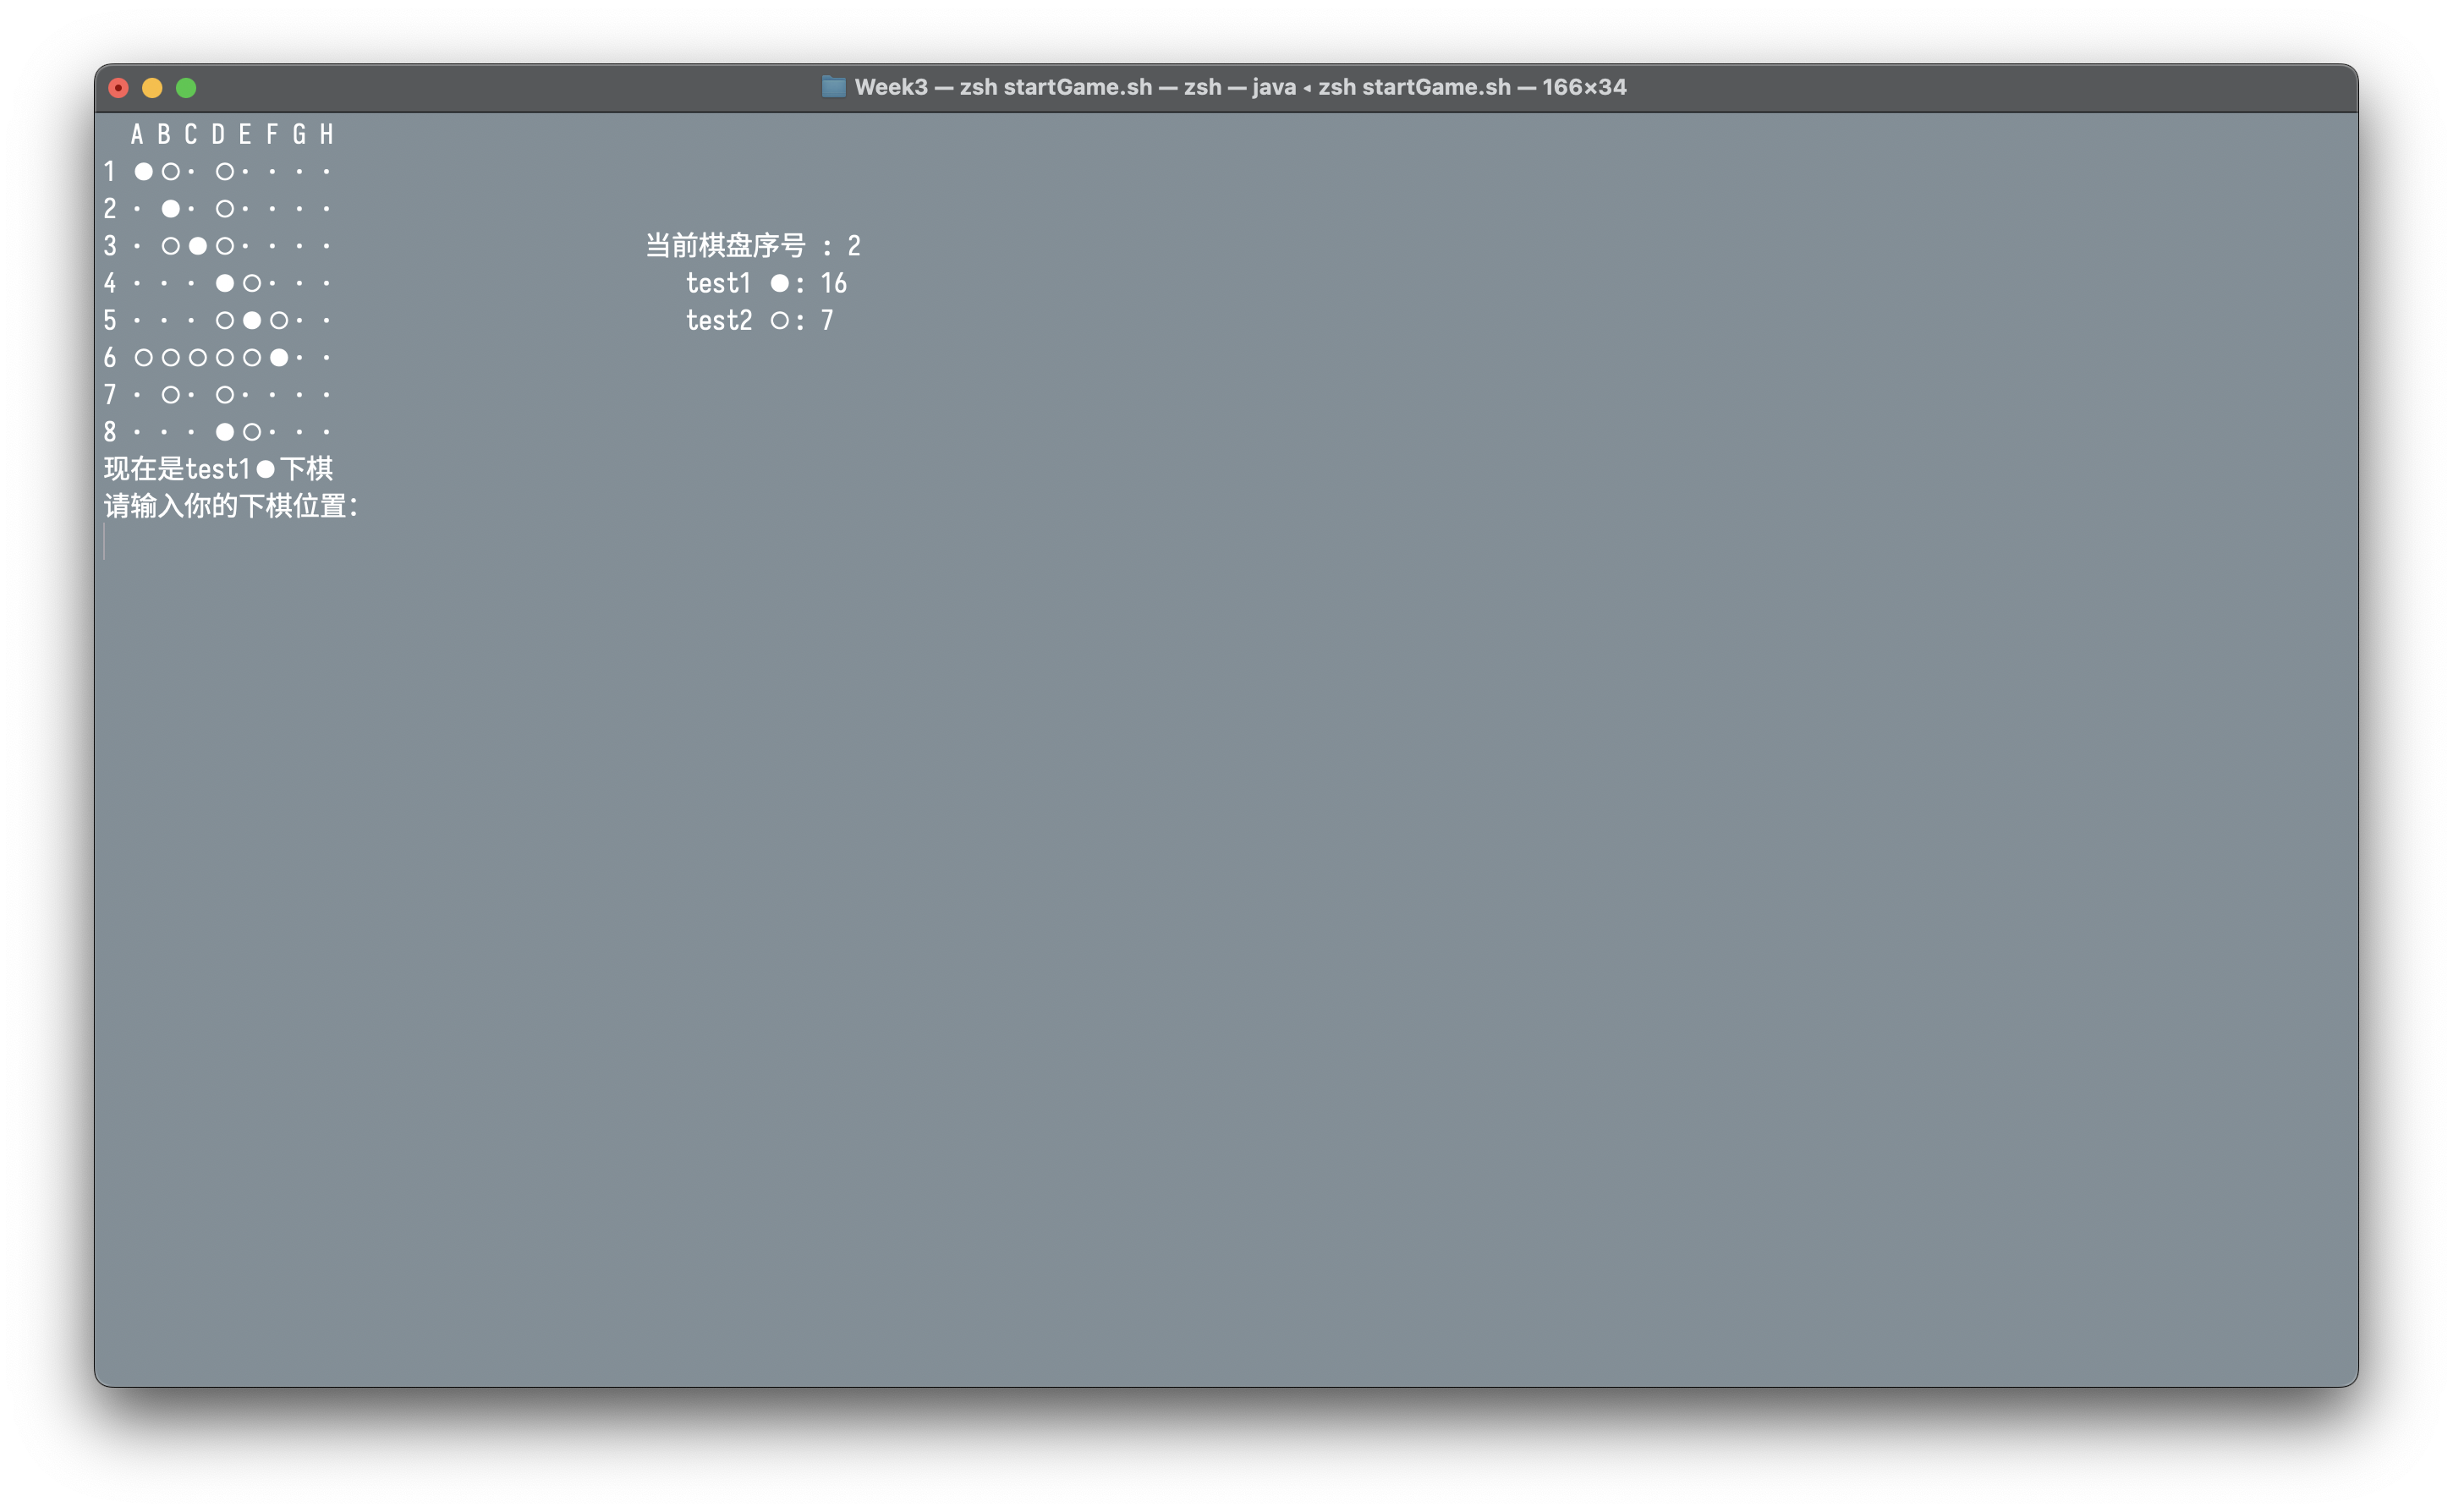 Week3 — zsh startGame.sh — zsh — java ◂ zsh startGame.sh — 166×34
A B C D E F G H
1 ●○· ○· · · ·
2 · ●· ○· · · ·
3 · ○●○· · · · 当前棋盘序号 : 2
4 · · · ●○· · · test1 ●: 16
5 · · · ○●○· · test2 ○: 7
6 ○○○○○●· ·
7 · ○· ○· · · ·
8 · · · ●○· · ·
现在是test1●下棋
请输入你的下棋位置: